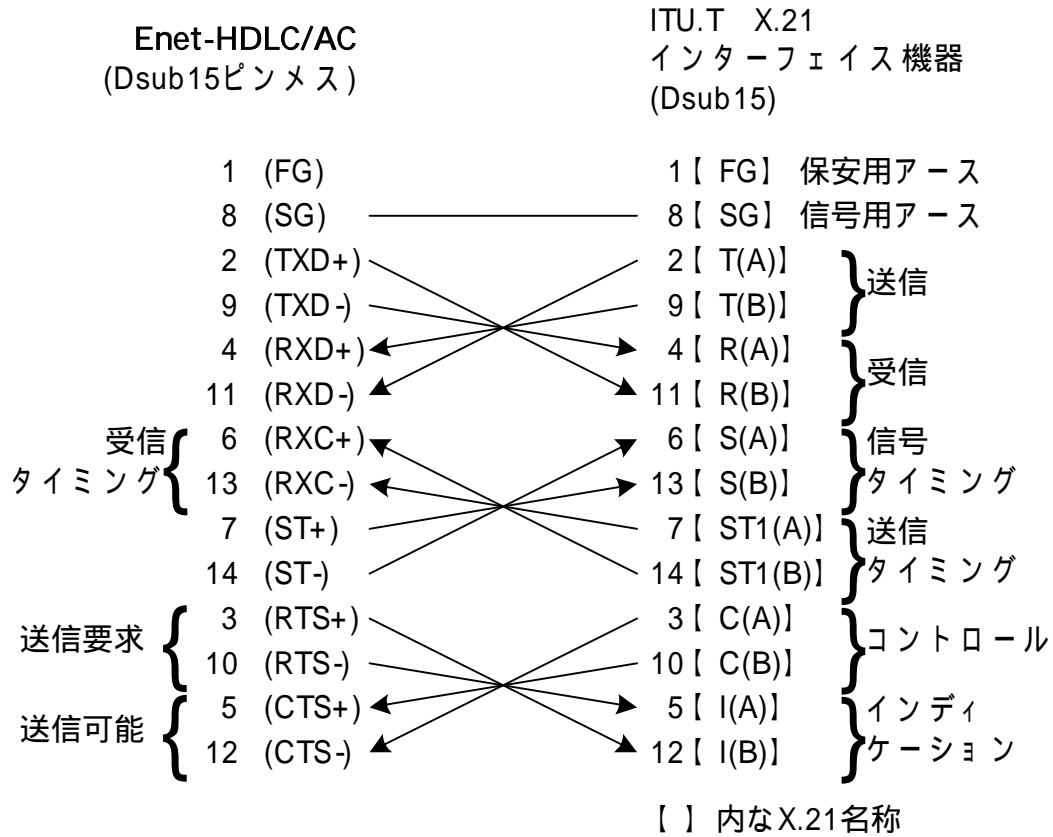 Enet-HDLC/AC
(Dsub15ピンメス)
ITU.T X.21
インターフェイス機器
(Dsub15)
1 (FG) 1【 FG】 保安用アース
8 (SG) 8【 SG】 信号用アース
2 (TXD+) 2【 T(A)】
送信
9 (TXD-) 9【 T(B)】
4 (RXD+) 4【 R(A)】
受信
11 (RXD-) 11【 R(B)】
受信 6 (RXC+) 6【 S(A)】 信号
タイミング 13 (RXC-) 13【 S(B)】 タイミング
7 (ST+) 7【 ST1(A)】 送信
14 (ST-) 14【 ST1(B)】 タイミング
3 (RTS+) 3【 C(A)】
送信要求 コントロール
10 (RTS-) 10【 C(B)】
5 (CTS+) 5【 I(A)】 インディ
送信可能
12 (CTS-) 12【 I(B)】 ケーション
【 】内なX.21名称